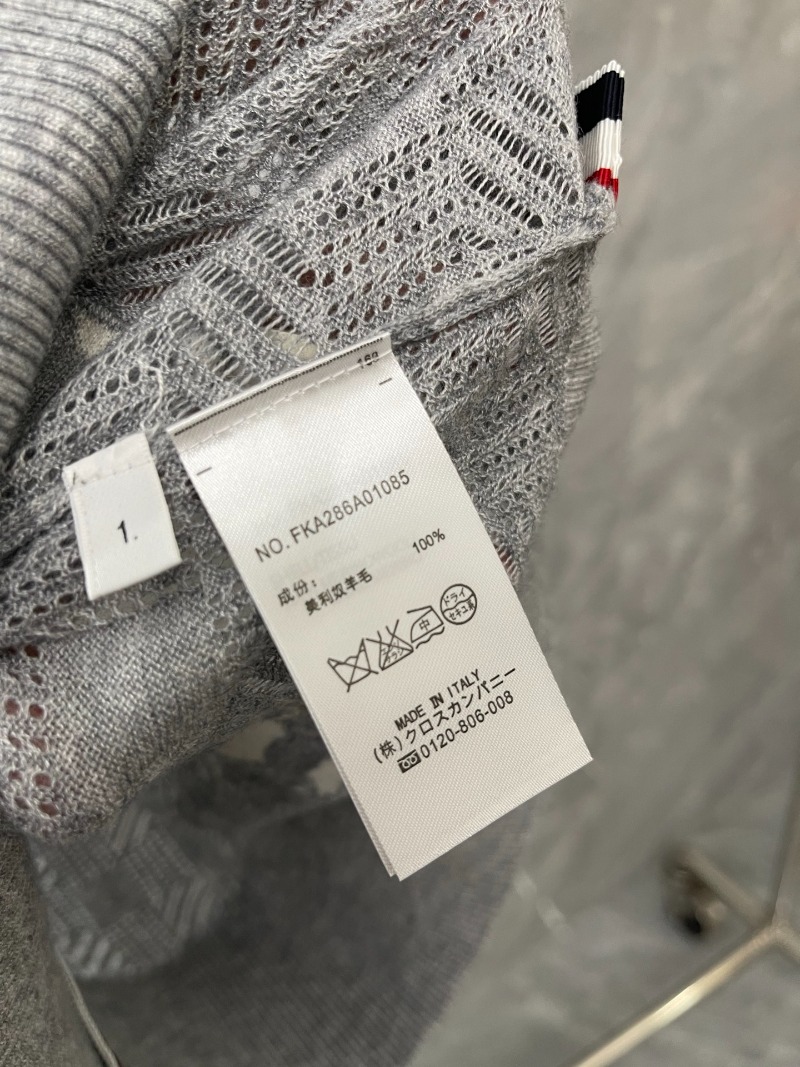 168
1.
NO. FKA286A01085
成份：
美利奴羊毛 100%
中
ドライ
セキユ系
MADE IN ITALY
(株)クロスカンパニー
0120-806-008